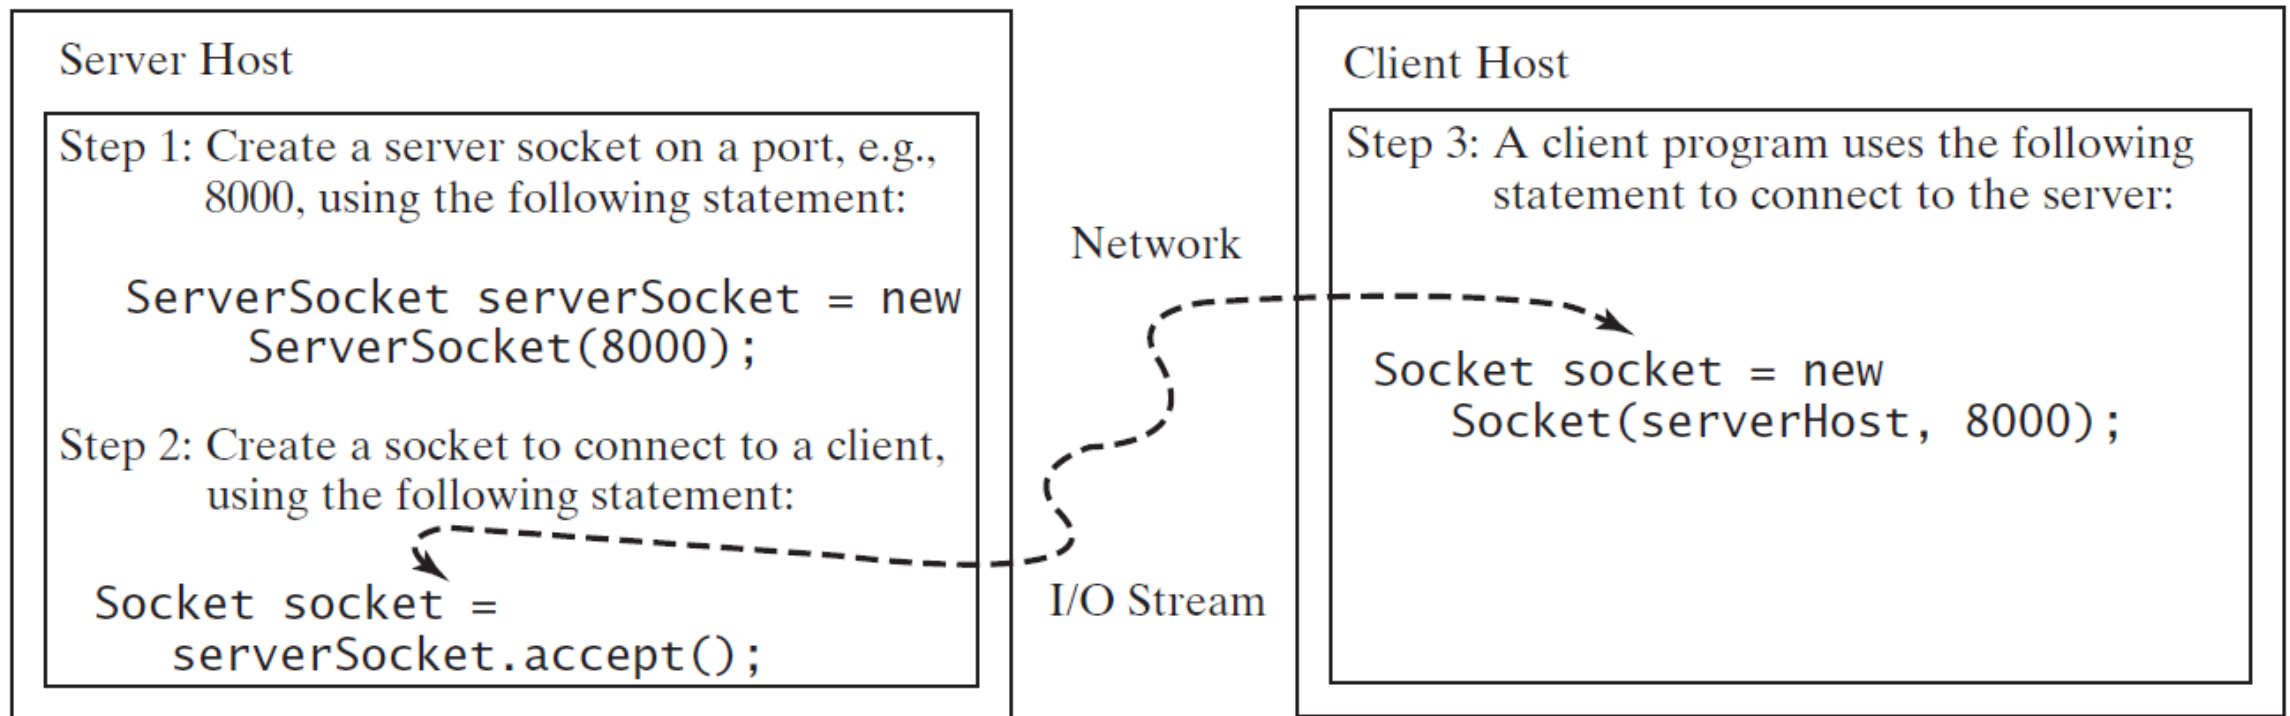 Server Host
Step 1: Create a server socket on a port, e.g.,
8000, using the following statement:
ServerSocket serverSocket = new
ServerSocket(8000);
Step 2: Create a socket to connect to a client,
using the following statement:
Socket socket =
serverSocket.accept();
Network
I/O Stream
Client Host
Step 3: A client program uses the following
statement to connect to the server:
Socket socket = new
Socket(serverHost, 8000);